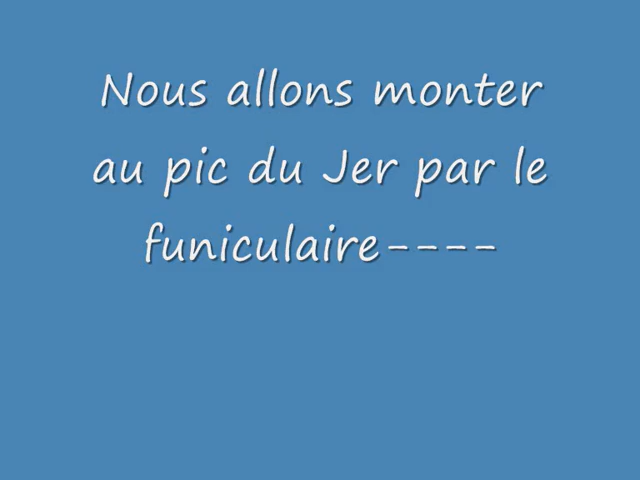 Nous allons monter
au pic du Jer par le
funiculaire----